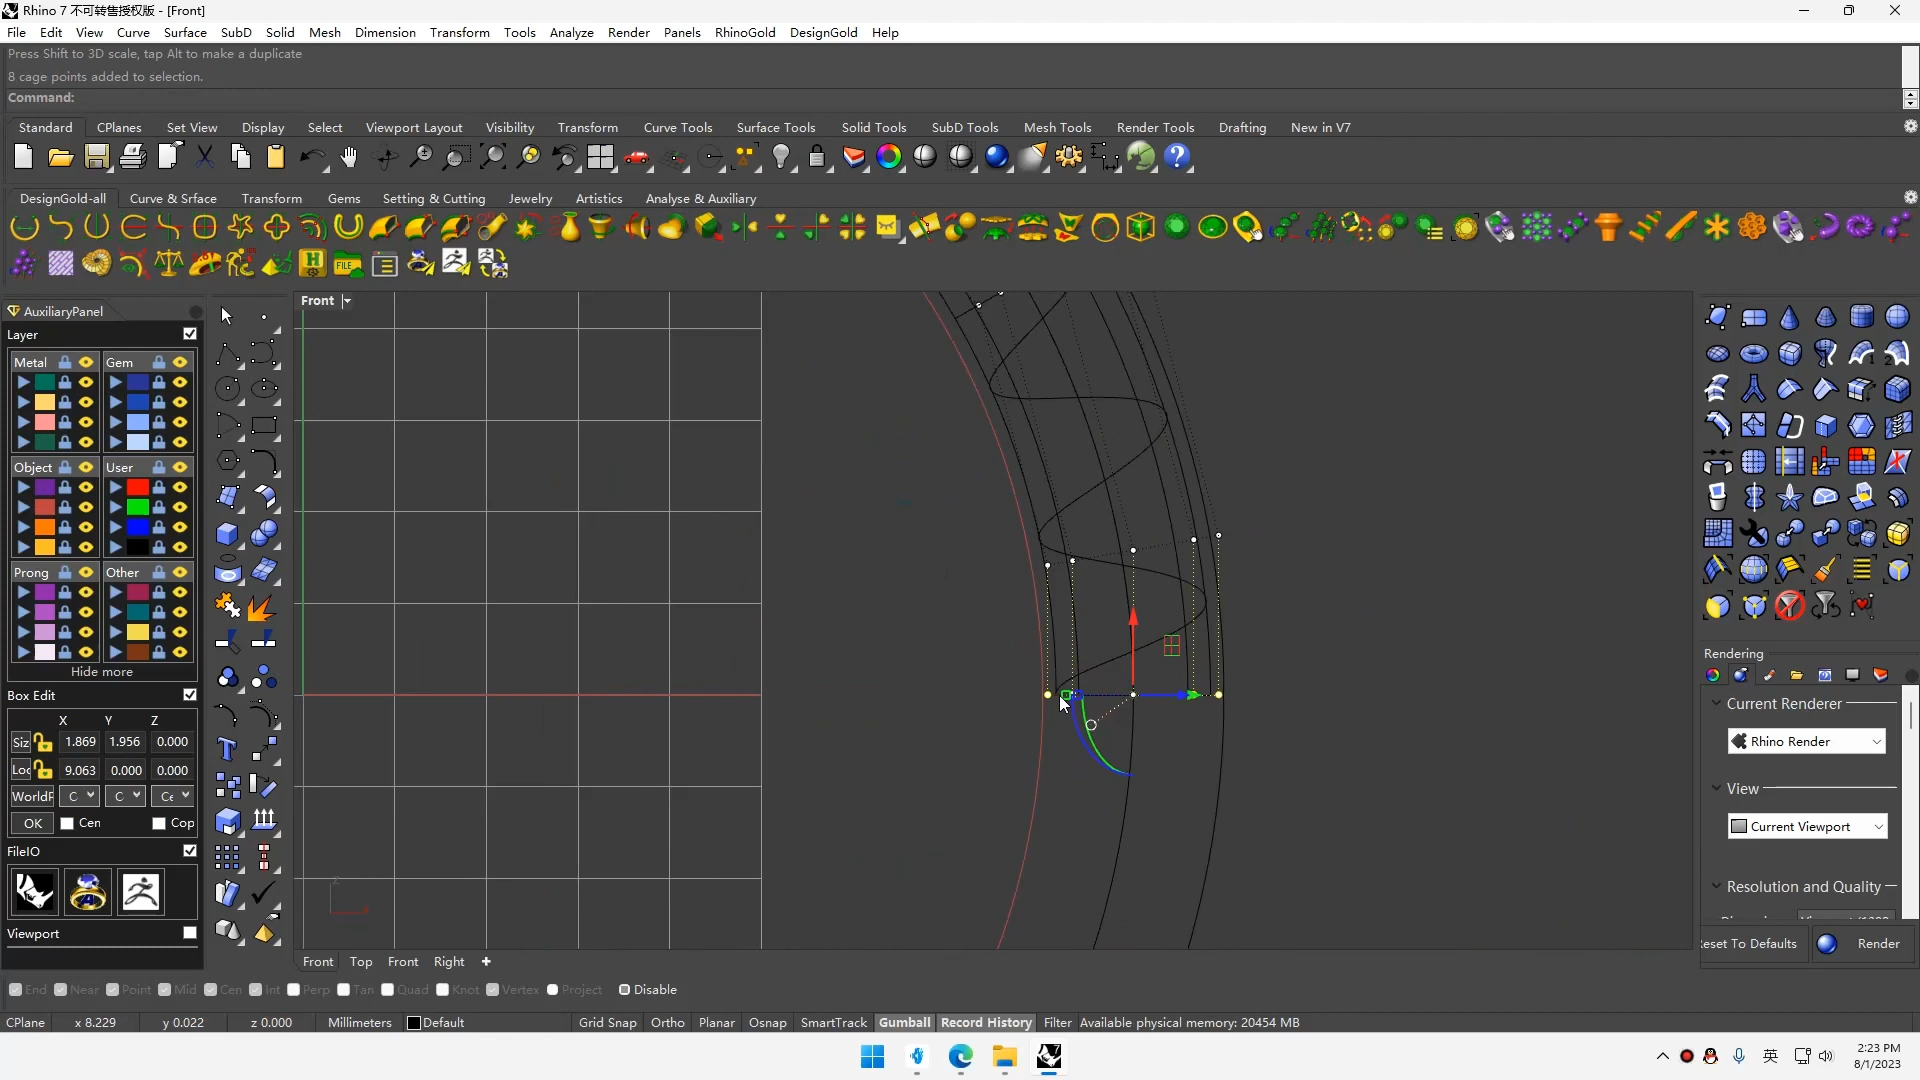 Rhino 7 不可转售授权版 - [Front]
File Edit View Curve Surface SubD Solid Mesh Dimension Transform Tools Analyze Render Panels RhinoGold DesignGold Help
Press Shift to 3D scale, tap Alt to make a duplicate
8 cage points added to selection.
Command:
Standard CPlanes Set View Display Select Viewport Layout Visibility Transform Curve Tools Surface Tools Solid Tools SubD Tools Mesh Tools Render Tools Drafting New in V7
DesignGold-all Curve & Srface Transform Gems Setting & Cutting Jewelry Artistics Analyse & Auxiliary
FILE
AuxiliaryPanel
Layer
Metal Gem
Object User
Prong Other
Hide more
Box Edit
X Y Z
Siz 1.869 1.956 0.000
Loc 9.063 0.000 0.000
WorldF C C Ce
OK Cen Cop
FileIO
Viewport
Front
Front Top Front Right
Rendering
Current Renderer
Rhino Render
View
Current Viewport
Resolution and Quality
eset To Defaults Render
End Near Point Mid Cen Int Perp Tan Quad Knot Vertex Project Disable
CPlane x 8.229 y 0.022 z 0.000 Millimeters Default Grid Snap Ortho Planar Osnap SmartTrack Gumball Record History Filter Available physical memory: 20454 MB
英
2:23 PM
8/1/2023